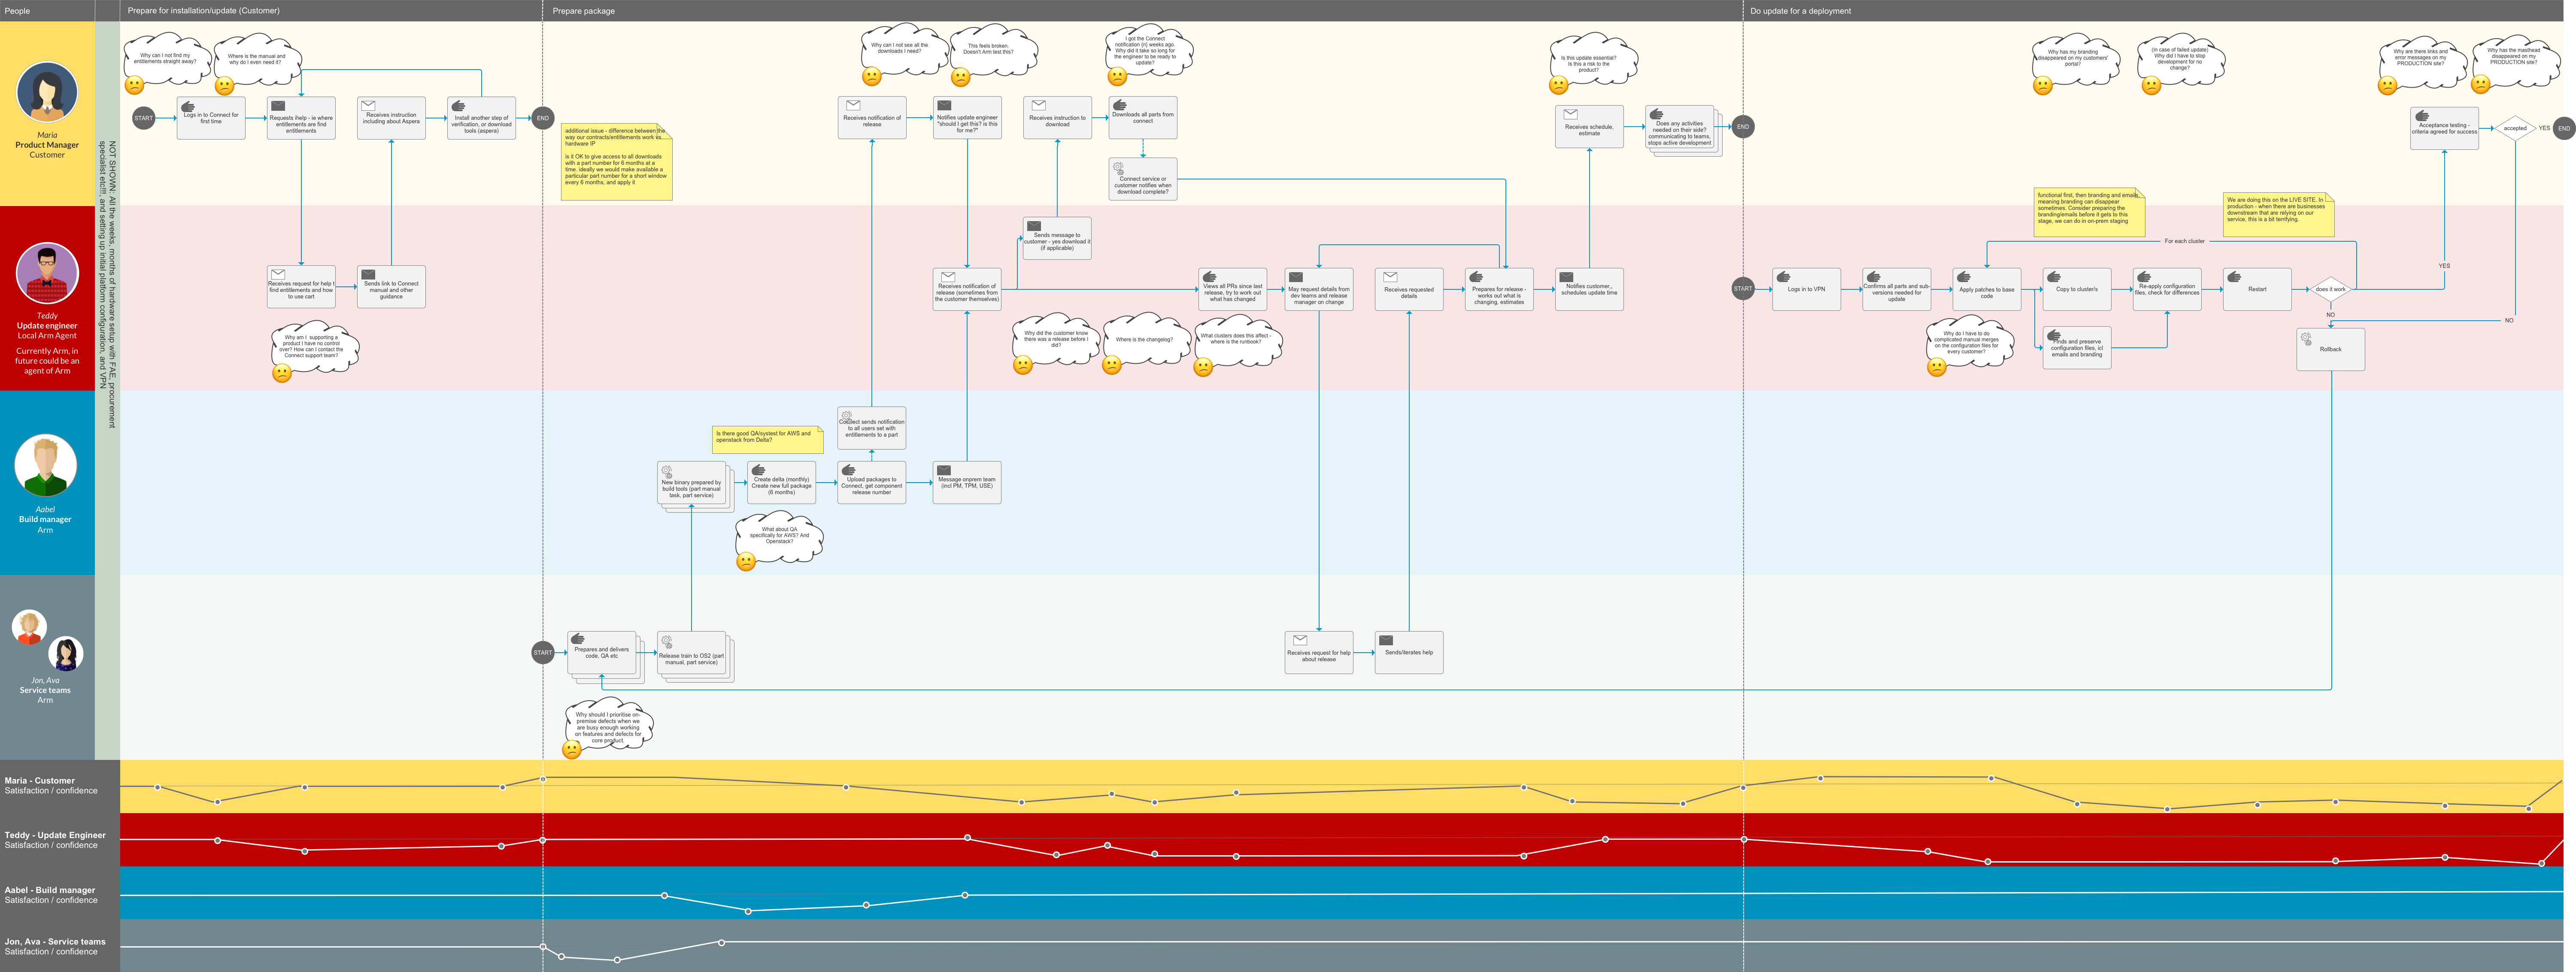 People
Prepare for installation/update (Customer)
Prepare package
Do update for a deployment
Maria
Product Manager
Customer
Teddy
Update engineer
Local Arm Agent
Currently Arm, in
future could be an
agent of Arm
Aabel
Build manager
Arm
Jon, Ava
Service teams
Arm
NOT SHOWN: All the weeks, months of hardware setup with FAE, procurement
specialist etc!!!, and setting up initial platform configuration, and VPN
Why can I not find my
entitlements straight away?
Where is the manual and
why do I even need it?
START
Logs in to Connect for
first time
Requests ihelp - ie where
entitlements are find
entitlements
Receives instruction
including about Aspera
Install another step of
verification, or download
tools (aspera)
END
additional issue - difference between the
way our contracts/entitlements work vs.
hardware IP
is it OK to give access to all downloads
with a part number for 6 months at a
time. ideally we would make available a
particular part number for a short window
every 6 months, and apply it
Why can I not see all the
downloads I need?
This feels broken.
Doesn't Arm test this?
I got the Connect
notification (n) weeks ago.
Why did it take so long for
the engineer to be ready to
update?
Receives notification of
release
Notifies update engineer
"should I get this? is this
for me?"
Receives instruction to
download
Downloads all parts from
connect
Connect service or
customer notifies when
download complete?
Is this update essential?
Is this a risk to the
product?
Receives schedule,
estimate
Does any activities
needed on their side?
communicating to teams,
stops active development
END
Why has my branding
disappeared on my customers'
portal?
(In case of failed update)
Why did I have to stop
development for no
change?
Why are there links and
error messages on my
PRODUCTION site?
Why has the masthead
disappeared on my
PRODUCTION site?
Acceptance testing -
criteria agreed for success
accepted
YES
END
functional first, then branding and emails,
meaning branding can disappear
sometimes. Consider preparing the
branding/emails before it gets to this
stage, we can do in on-prem staging
We are doing this on the LIVE SITE. In
production - when there are businesses
downstream that are relying on our
service. this is a bit terrifying.
Receives request for help t
find entitlements and how
to use cart
Sends link to Connect
manual and other
guidance
Why am I supporting a
product I have no control
over? How can I contact the
Connect support team?
Sends message to
customer - yes download it
(if applicable)
Receives notification of
release (sometimes from
the customer themselves)
Views all PRs since last
release, try to work out
what has changed
May request details from
dev teams and release
manager on change
Receives requested
details
Prepares for release -
works out what is
changing, estimates
Notifies customer,
schedules update time
Why did the customer know
there was a release before I
did?
Where is the changelog?
What clusters does this affect -
where is the runbook?
START
Logs in to VPN
Confirms all parts and sub-
versions needed for
update
Apply patches to base
code
Copy to cluster/s
Re-apply configuration
files, check for differences
Restart
does it work
For each cluster
YES
NO
NO
Finds and preserve
configuration files, icl
emails and branding
Rollback
Why do I have to do
complicated manual merges
on the configuration files for
every customer?
Connect sends notification
to all users set with
entitlements to a part
Is there good QA/systest for AWS and
openstack from Delta?
New binary prepared by
build tools (part manual
task, part service)
Create delta (monthly)
Create new full package
(6 months)
Upload packages to
Connect, get component
release number
Message onprem team
(incl PM, TPM, USE)
What about QA
specifically for AWS? And
Openstack?
START
Prepares and delivers
code, QA etc
Release train to OS2 (part
manual, part service)
Receives request for help
about release
Sends/iterates help
Why should I prioritise on-
premise defects when we
are busy enough working
on features and defects for
core product.
Maria - Customer
Satisfaction / confidence
Teddy - Update Engineer
Satisfaction / confidence
Aabel - Build manager
Satisfaction / confidence
Jon, Ava - Service teams
Satisfaction / confidence